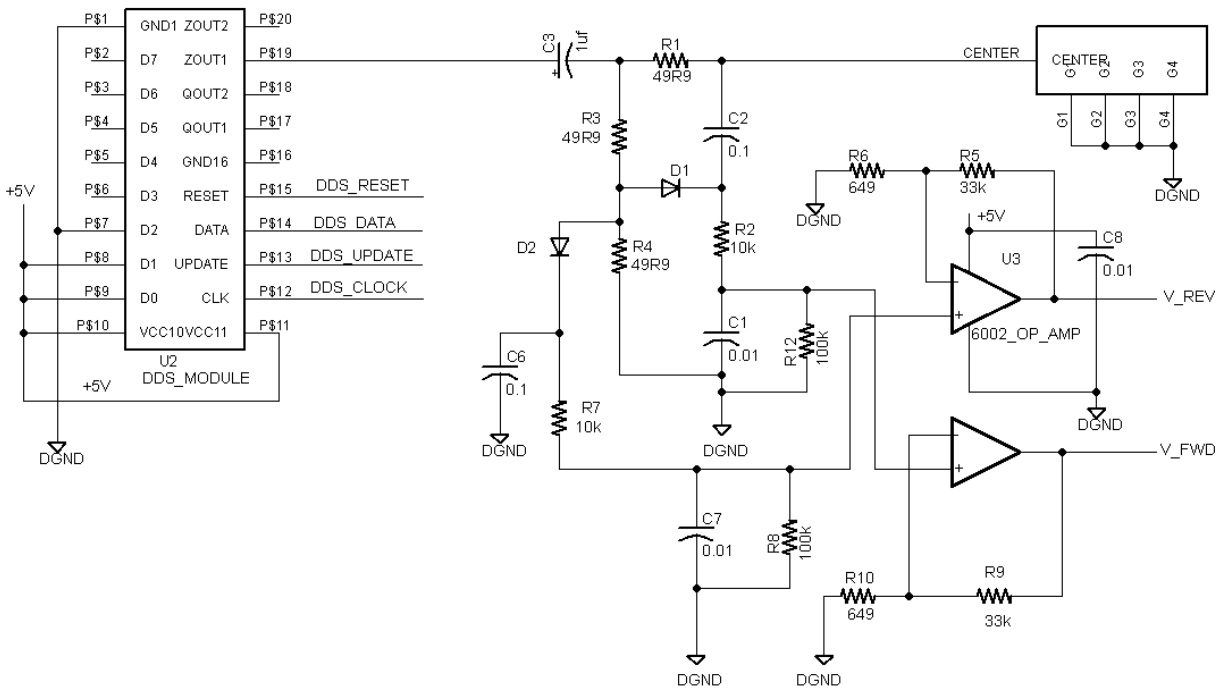 P$1 GND1 ZOUT2 P$20
P$2 D7 ZOUT1 P$19
P$3 D6 QOUT2 P$18
P$4 D5 QOUT1 P$17
P$5 D4 GND16 P$16
+5V
P$6 D3 RESET P$15 DDS_RESET
P$7 D2 DATA P$14 DDS_DATA
P$8 D1 UPDATE P$13 DDS_UPDATE
P$9 D0 CLK P$12 DDS_CLOCK
P$10 VCC10VCC11 P$11
U2
DDS_MODULE
+5V
DGND
C3
1uf
+
R1
49R9
CENTER
CENTER
G1 G2 G3 G4
G1 G2 G3 G4
DGND
R3
49R9
C2
0.1
D1
D2
R4
49R9
R2
10k
R6
649
DGND
R5
33k
+5V
C8
0.01
U3
-
+
6002_OP_AMP
V_REV
DGND
C1
0.01
R12
100k
DGND
C6
0.1
DGND
R7
10k
C7
0.01
R8
100k
DGND
-
+
V_FWD
R10
649
R9
33k
DGND